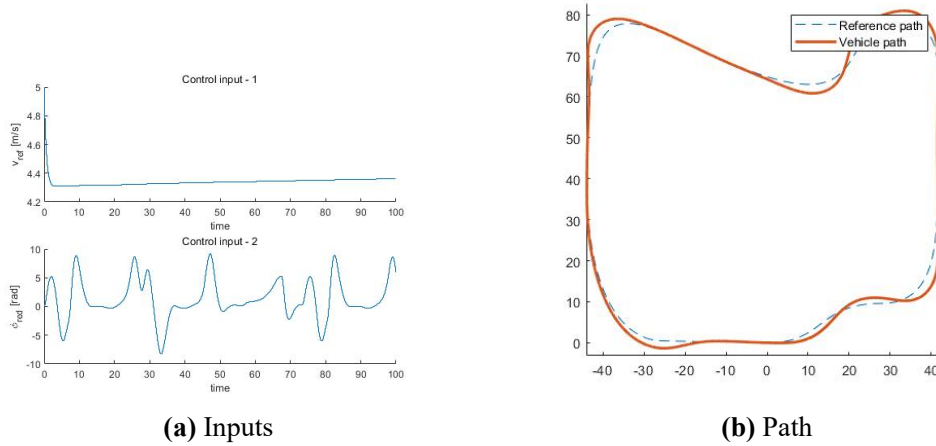 Control input - 1
5
4.8
4.6
4.4
4.2
v_ref [m/s]
0 10 20 30 40 50 60 70 80 90 100
time
Control input - 2
10
5
0
-5
-10
ϕ_red [rad]
0 10 20 30 40 50 60 70 80 90 100
time
(a) Inputs
80
70
60
50
40
30
20
10
0
-40 -30 -20 -10 0 10 20 30 40
Reference path
Vehicle path
(b) Path